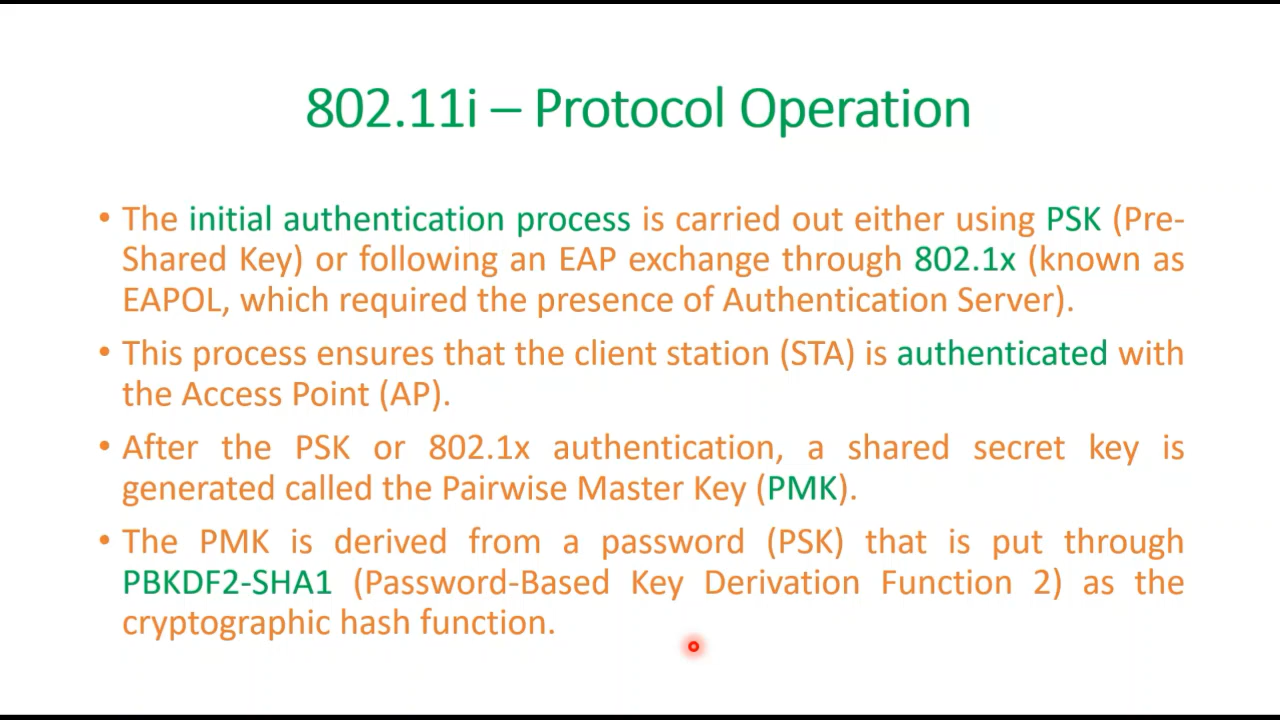 802.11i – Protocol Operation
• The initial authentication process is carried out either using PSK (Pre-
Shared Key) or following an EAP exchange through 802.1x (known as
EAPOL, which required the presence of Authentication Server).
• This process ensures that the client station (STA) is authenticated with
the Access Point (AP).
• After the PSK or 802.1x authentication, a shared secret key is
generated called the Pairwise Master Key (PMK).
• The PMK is derived from a password (PSK) that is put through
PBKDF2-SHA1 (Password-Based Key Derivation Function 2) as the
cryptographic hash function.